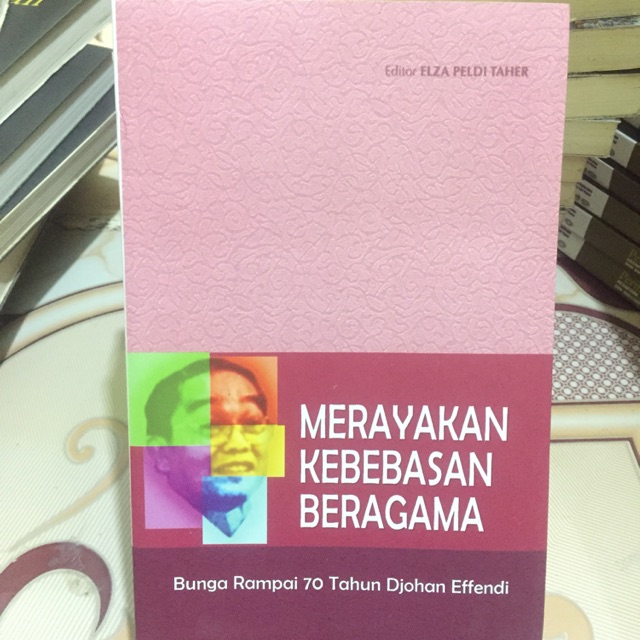 Editor ELZA PELDI TAHER
MERAYAKAN
KEBEBASAN
BERAGAMA
Bunga Rampai 70 Tahun Djohan Effendi